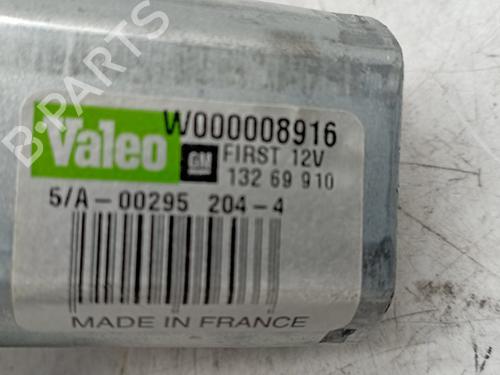 B-PARTS
W000008916
Valeo GM FIRST 12V
132 69 910
5/A-00295 204-4
MADE IN FRANCE